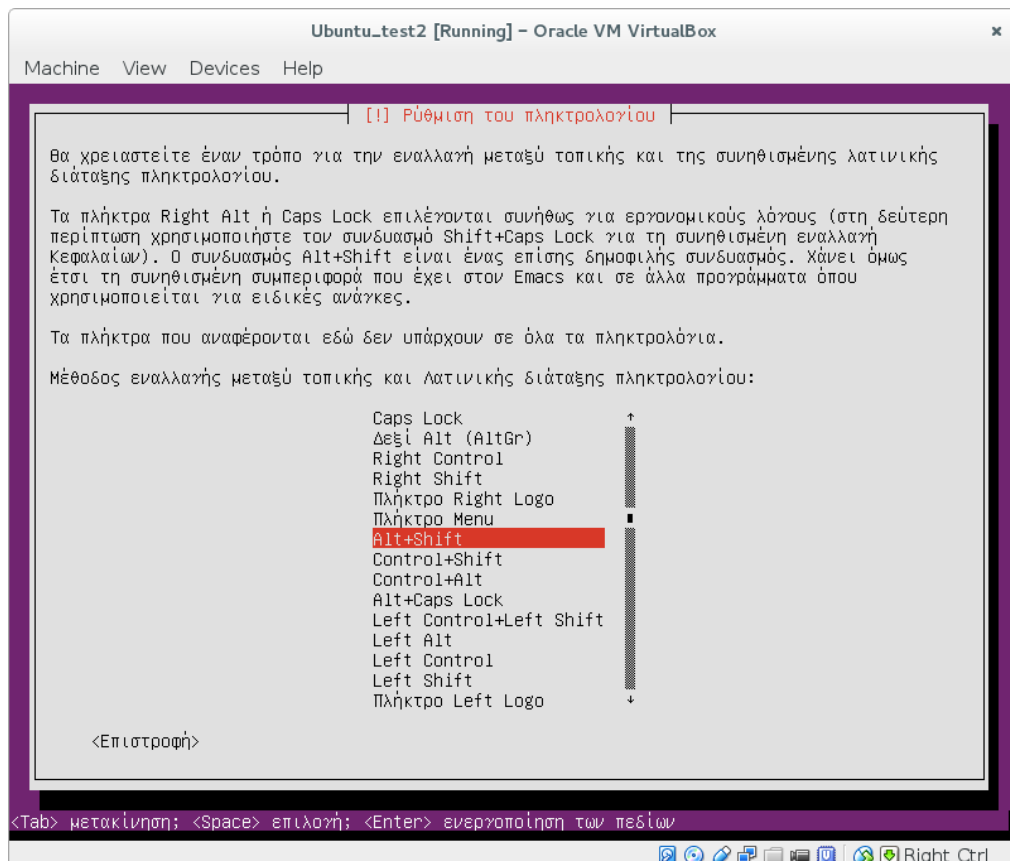 Ubuntu_test2 [Running] – Oracle VM VirtualBox
Machine View Devices Help
[!] Ρύθμιση του πληκτρολογίου
Θα χρειαστείτε έναν τρόπο για την εναλλαγή μεταξύ τοπικής και της συνηθισμένης λατινικής
διάταξης πληκτρολογίου.
Τα πλήκτρα Right Alt ή Caps Lock επιλέγονται συνήθως για εργονομικούς λόγους (στη δεύτερη
περίπτωση χρησιμοποιήστε τον συνδυασμό Shift+Caps Lock για τη συνηθισμένη εναλλαγή
Κεφαλαίων). Ο συνδυασμός Alt+Shift είναι ένας επίσης δημοφιλής συνδυασμός. Χάνει όμως
έτσι τη συνηθισμένη συμπεριφορά που έχει στον Emacs και σε άλλα προγράμματα όπου
χρησιμοποιείται για ειδικές ανάγκες.
Τα πλήκτρα που αναφέρονται εδώ δεν υπάρχουν σε όλα τα πληκτρολόγια.
Μέθοδος εναλλαγής μεταξύ τοπικής και Λατινικής διάταξης πληκτρολογίου:
Caps Lock
Δεξί Alt (AltGr)
Right Control
Right Shift
Πλήκτρο Right Logo
Πλήκτρο Menu
Alt+Shift
Control+Shift
Control+Alt
Alt+Caps Lock
Left Control+Left Shift
Left Alt
Left Control
Left Shift
Πλήκτρο Left Logo
<Επιστροφή>
<Tab> μετακίνηση; <Space> επιλογή; <Enter> ενεργοποίηση των πεδίων
Right Ctrl